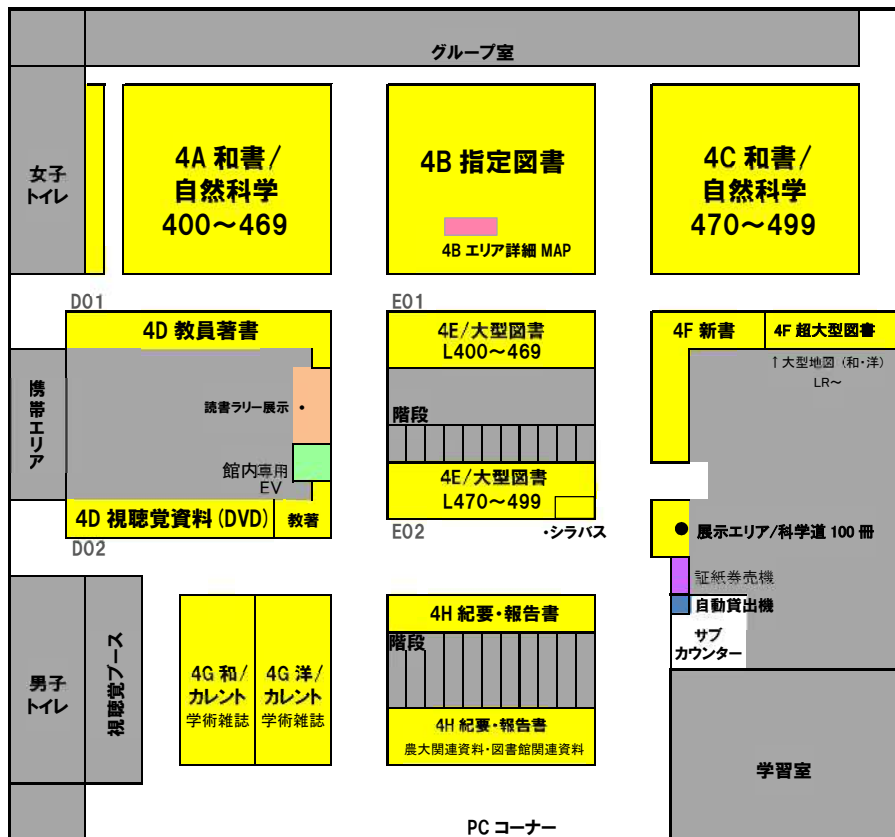 グループ室
女子
トイレ
4A 和書/
自然科学
400～469
4B 指定図書
4B エリア詳細 MAP
4C 和書/
自然科学
470～499
D01
E01
4D 教員著書
4E/大型図書
L400～469
4F 新書
4F 超大型図書
↑大型地図（和・洋）
LR～
携帯エリア
読書ラリー展示
階段
館内専用
EV
4E/大型図書
L470～499
4D 視聴覚資料(DVD)
教著
D02
E02
・シラバス
展示エリア/科学道 100 冊
証紙券売機
自動貸出機
サブ
カウンター
男子
トイレ
視聴覚ブース
4G 和/
カレント
学術雑誌
4G 洋/
カレント
学術雑誌
4H 紀要・報告書
階段
4H 紀要・報告書
農大関連資料・図書館関連資料
学習室
PC コーナー